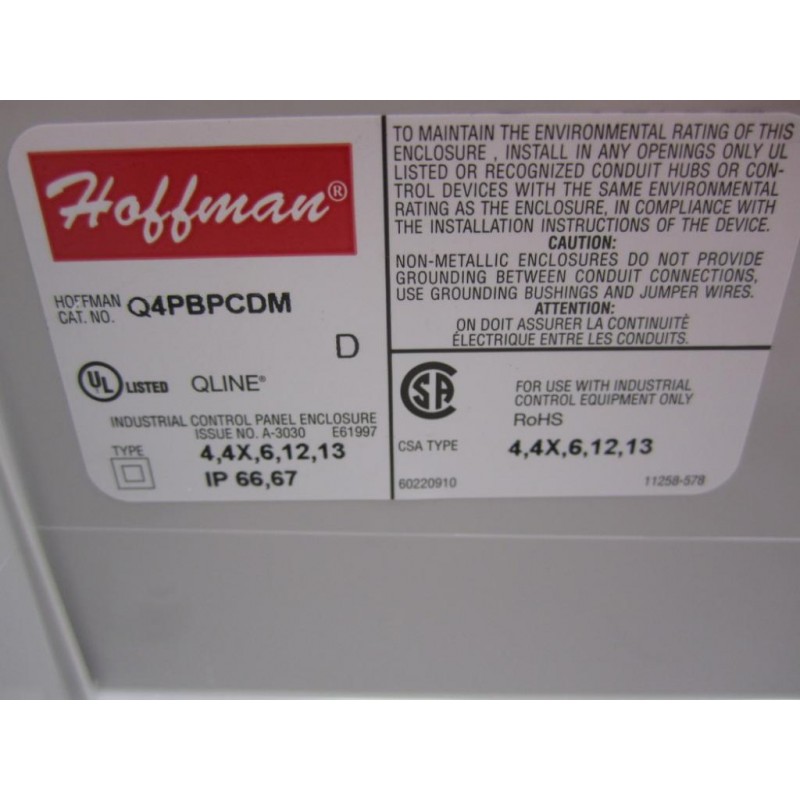 Hoffman®
HOFFMAN
CAT. NO. Q4PBPCDM
D
UL LISTED QLINE®
INDUSTRIAL CONTROL PANEL ENCLOSURE
ISSUE NO. A-3030 E61997
TYPE 4,4X,6,12,13
IP 66,67
TO MAINTAIN THE ENVIRONMENTAL RATING OF THIS
ENCLOSURE , INSTALL IN ANY OPENINGS ONLY UL
LISTED OR RECOGNIZED CONDUIT HUBS OR CON-
TROL DEVICES WITH THE SAME ENVIRONMENTAL
RATING AS THE ENCLOSURE, IN COMPLIANCE WITH
THE INSTALLATION INSTRUCTIONS OF THE DEVICE.
CAUTION:
NON-METALLIC ENCLOSURES DO NOT PROVIDE
GROUNDING BETWEEN CONDUIT CONNECTIONS,
USE GROUNDING BUSHINGS AND JUMPER WIRES.
ATTENTION:
ON DOIT ASSURER LA CONTINUITÈ
ÉLECTRIQUE ENTRE LES CONDUITS.
CSA
FOR USE WITH INDUSTRIAL
CONTROL EQUIPMENT ONLY
RoHS
CSA TYPE 4,4X,6,12,13
60220910 11258-578